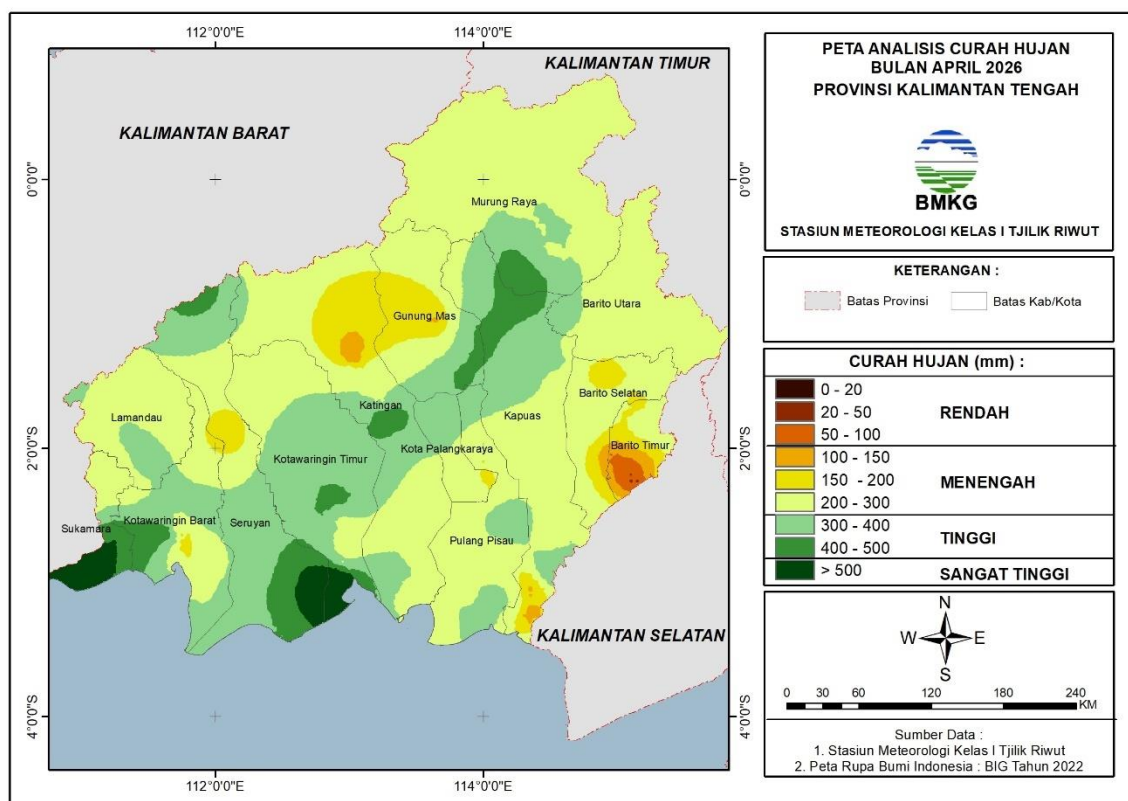 112°0'0"E
114°0'0"E
KALIMANTAN TIMUR
KALIMANTAN BARAT
0°0'0"
0°0'0"
Murung Raya
Barito Utara
Gunung Mas
Barito Selatan
Lamandau
Katingan
Kapuas
2°0'0"S
2°0'0"S
Kota Palangkaraya
Barito Timur
Kotawaringin Timur
Sukamara
Kotawaringin Barat
Seruyan
Pulang Pisau
KALIMANTAN SELATAN
4°0'0"S
4°0'0"S
112°0'0"E
114°0'0"E
PETA ANALISIS CURAH HUJAN
BULAN APRIL 2026
PROVINSI KALIMANTAN TENGAH
BMKG
STASIUN METEOROLOGI KELAS I TJILIK RIWUT
KETERANGAN :
Batas Provinsi
Batas Kab/Kota
CURAH HUJAN (mm) :
0 - 20
20 - 50
RENDAH
50 - 100
100 - 150
150 - 200
MENENGAH
200 - 300
300 - 400
TINGGI
400 - 500
> 500
SANGAT TINGGI
N
W
E
S
0 30 60 120 180 240
KM
Sumber Data :
1. Stasiun Meteorologi Kelas I Tjilik Riwut
2. Peta Rupa Bumi Indonesia : BIG Tahun 2022